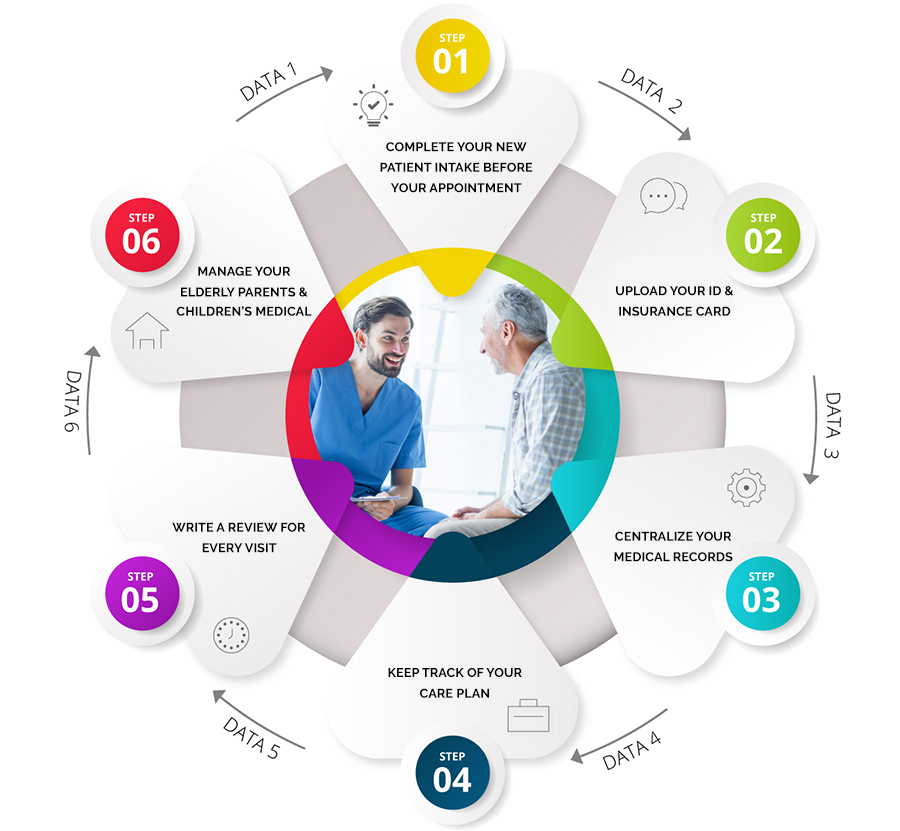 STEP
01
DATA 1
DATA 2
COMPLETE YOUR NEW
PATIENT INTAKE BEFORE
YOUR APPOINTMENT
STEP
02
UPLOAD YOUR ID &
INSURANCE CARD
DATA 3
CENTRALIZE YOUR
MEDICAL RECORDS
STEP
03
DATA 4
KEEP TRACK OF YOUR
CARE PLAN
STEP
04
DATA 5
WRITE A REVIEW FOR
EVERY VISIT
STEP
05
DATA 6
STEP
06
MANAGE YOUR
ELDERLY PARENTS &
CHILDREN'S MEDICAL